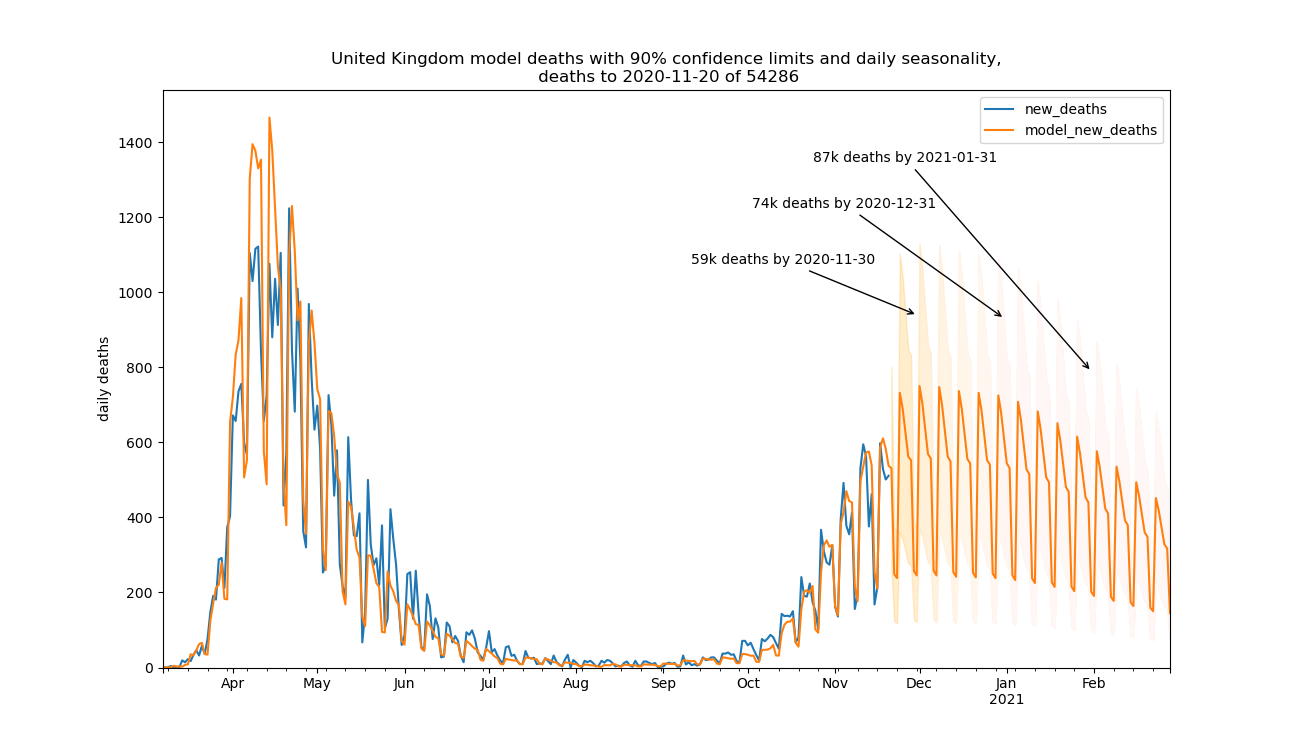 United Kingdom model deaths with 90% confidence limits and daily seasonality,
deaths to 2020-11-20 of 54286
new_deaths
model_new_deaths
87k deaths by 2021-01-31
74k deaths by 2020-12-31
59k deaths by 2020-11-30
daily deaths
1400
1200
1000
800
600
400
200
0
Apr May Jun Jul Aug Sep Oct Nov Dec Jan Feb
2021